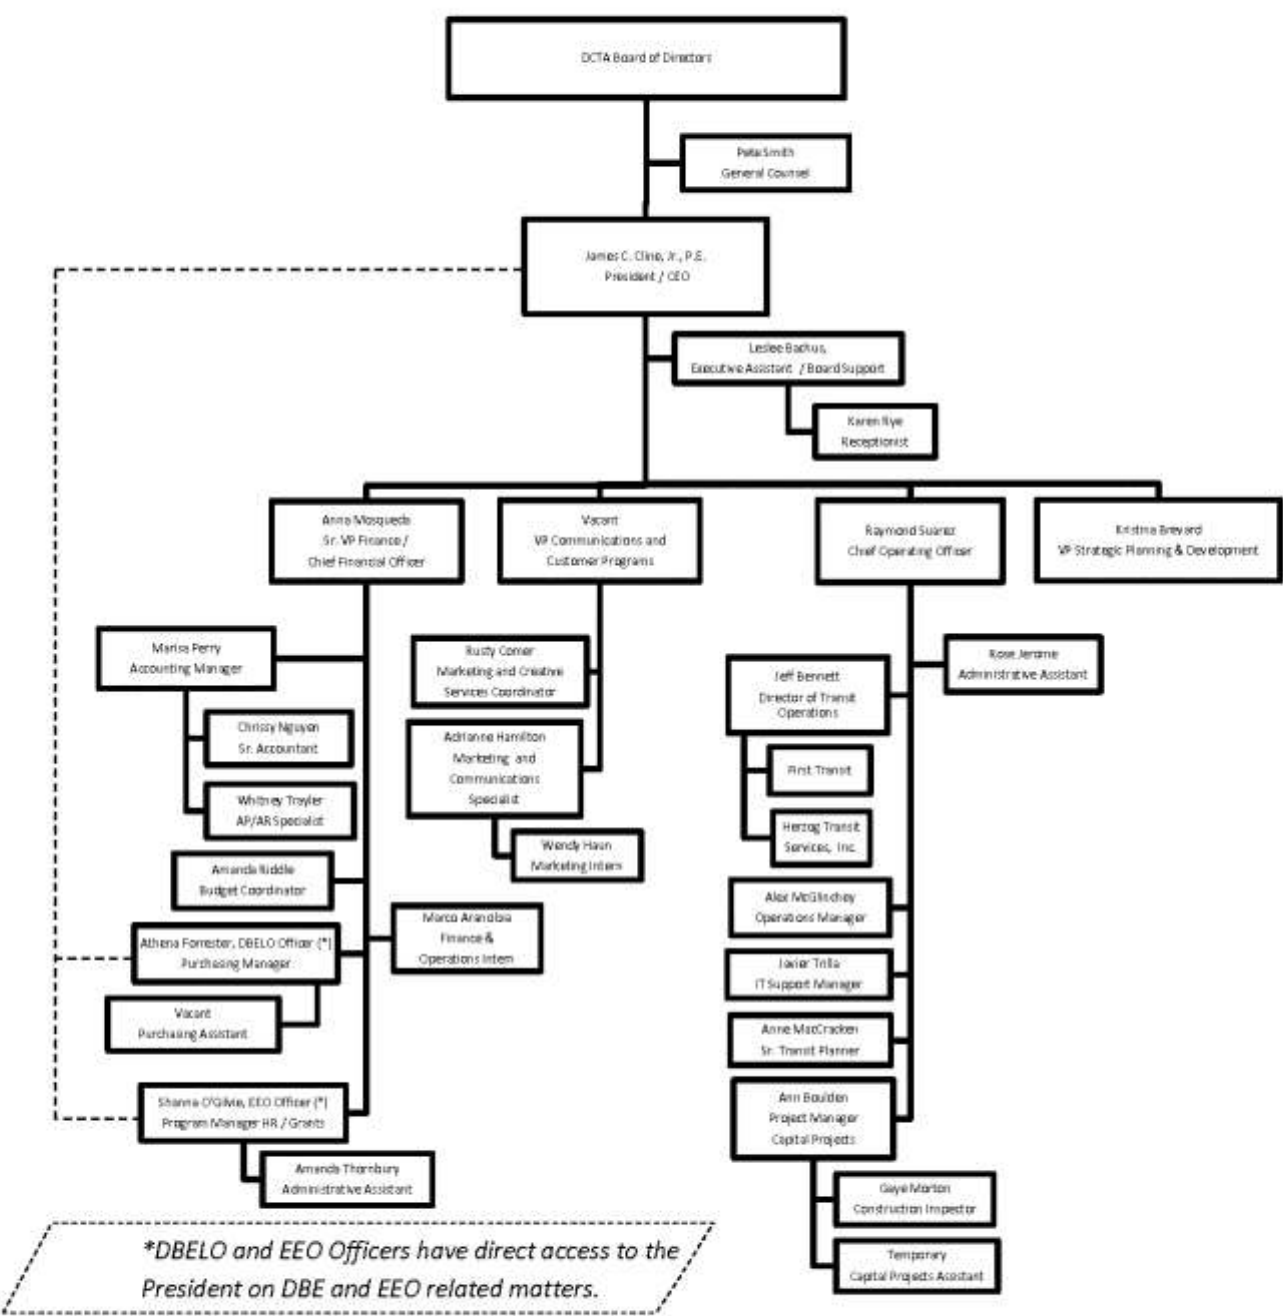 DCTA Board of Directors
Pete Smith
General Counsel
James C. Cline, Jr., P.E.
President / CEO
Leslee Bachus,
Executive Assistant / Board Support
Karen Nye
Receptionist
Anna Mosqueda
Sr. VP Finance /
Chief Financial Officer
Vacant
VP Communications and
Customer Programs
Raymond Suarez
Chief Operating Officer
Kristina Brevard
VP Strategic Planning & Development
Marisa Perry
Accounting Manager
Chrissy Nguyen
Sr. Accountant
Whitney Trayler
AP/AR Specialist
Amanda Riddle
Budget Coordinator
Athena Forrester, DBELO Officer (*)
Purchasing Manager
Vacant
Purchasing Assistant
Shanna O'Gilvie, EEO Officer (*)
Program Manager HR / Grants
Amanda Thornbury
Administrative Assistant
Marco
Finance &
Operations Intern
Rusty Comer
Marketing and Creative
Services Coordinator
Adrianne Hamilton
Marketing and
Communications
Specialist
Wendy Haun
Marketing Intern
Jeff Bennett
Director of Transit
Operations
First Transit
Herzog Transit
Services, Inc.
Rose Jerome
Administrative Assistant
Alex McGlinchey
Operations Manager
Javier Trilla
IT Support Manager
Anne MacCracken
Sr. Transit Planner
Ann Boulden
Project Manager
Capital Projects
Gaye Morton
Construction Inspector
Temporary
Capital Projects Assistant
*DBELO and EEO Officers have direct access to the
President on DBE and EEO related matters.